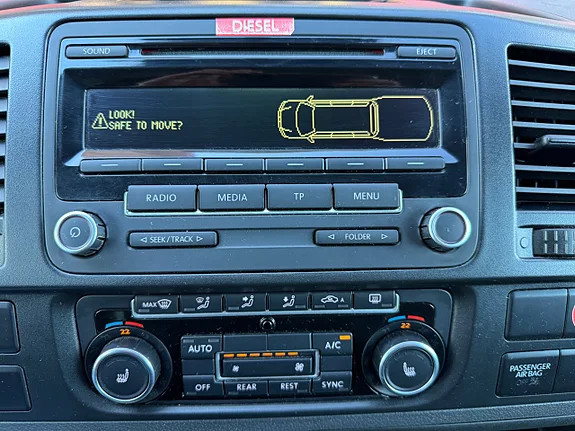 DIESEL
SOUND
EJECT
LOOK!
SAFE TO MOVE?
RADIO MEDIA TP MENU
SEEK/TRACK FOLDER
MAX A
22 22
AUTO A/C
OFF REAR REST SYNC
PASSENGER
AIR BAG
OFF